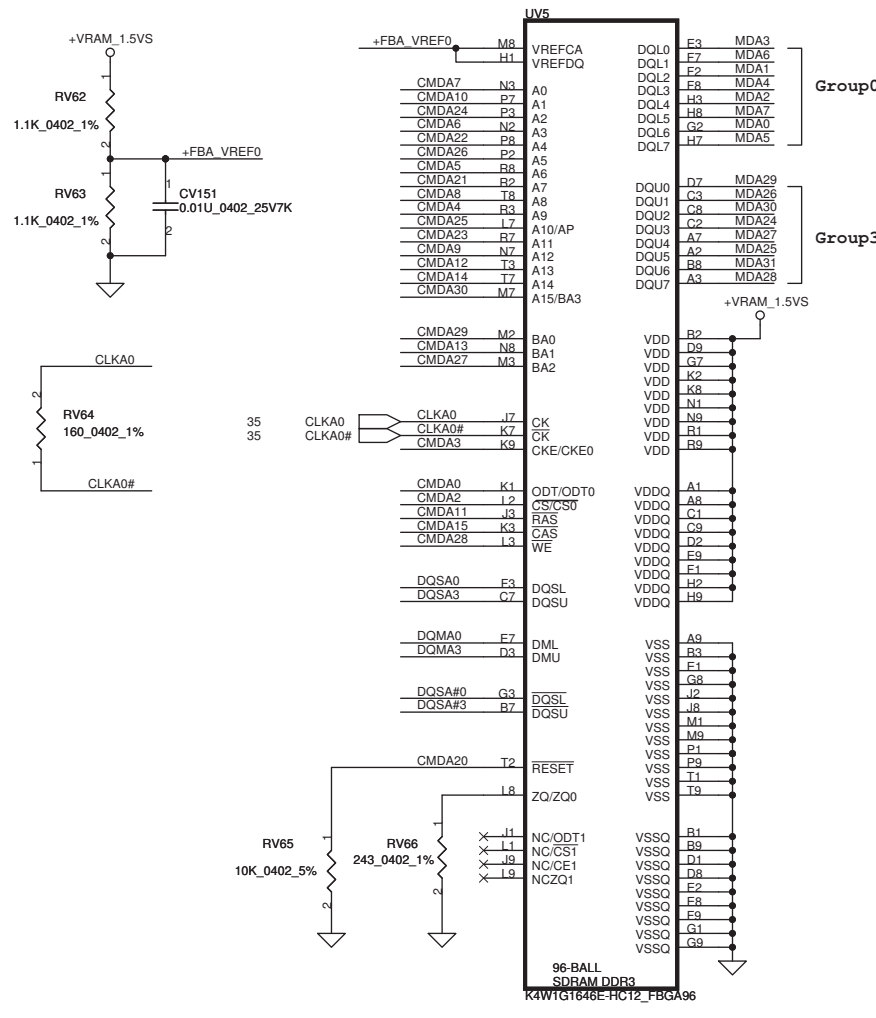 UV5
+VRAM_1.5VS
1
RV62
1.1K_0402_1%
2
+FBA_VREF0
1
RV63
1.1K_0402_1%
2
1
CV151
0.01U_0402_25V7K
2
CLKA0
2
RV64
160_0402_1%
1
CLKA0#
35 CLKA0
35 CLKA0#
+FBA_VREF0 M8 VREFCA
H1 VREFDQ
CMDA7 N3 A0
CMDA10 P7 A1
CMDA24 P3 A2
CMDA6 N2 A3
CMDA22 P8 A4
CMDA26 P2 A5
CMDA5 R8 A6
CMDA21 R2 A7
CMDA8 T8 A8
CMDA4 R3 A9
CMDA25 L7 A10/AP
CMDA23 R7 A11
CMDA9 N7 A12
CMDA12 T3 A13
CMDA14 T7 A14
CMDA30 M7 A15/BA3
CMDA29 M2 BA0
CMDA13 N8 BA1
CMDA27 M3 BA2
CLKA0 J7 CK
CLKA0# K7 CK
CMDA3 K9 CKE/CKE0
CMDA0 K1 ODT/ODT0
CMDA2 L2 CS/CS0
CMDA11 J3 RAS
CMDA15 K3 CAS
CMDA28 L3 WE
DQSA0 F3 DQSL
DQSA3 C7 DQSU
DQMA0 E7 DML
DQMA3 D3 DMU
DQSA#0 G3 DQSL
DQSA#3 B7 DQSU
CMDA20 T2 RESET
L8 ZQ/ZQ0
1
RV65
10K_0402_5%
2
1
RV66
243_0402_1%
2
J1 NC/ODT1
L1 NC/CS1
J9 NC/CE1
L9 NCZQ1
DQL0 E3 MDA3
DQL1 F7 MDA6
DQL2 F2 MDA1
DQL3 F8 MDA4
DQL4 H3 MDA2
DQL5 H8 MDA7
DQL6 G2 MDA0
DQL7 H7 MDA5
Group0
DQU0 D7 MDA29
DQU1 C3 MDA26
DQU2 C8 MDA30
DQU3 C2 MDA24
DQU4 A7 MDA27
DQU5 A2 MDA25
DQU6 B8 MDA31
DQU7 A3 MDA28
Group3
+VRAM_1.5VS
VDD B2
VDD D9
VDD G7
VDD K2
VDD K8
VDD N1
VDD N9
VDD R1
VDD R9
VDDQ A1
VDDQ A8
VDDQ C1
VDDQ C9
VDDQ D2
VDDQ E9
VDDQ F1
VDDQ H2
VDDQ H9
VSS A9
VSS B3
VSS E1
VSS G8
VSS J2
VSS J8
VSS M1
VSS M9
VSS P1
VSS P9
VSS T1
VSS T9
VSSQ B1
VSSQ B9
VSSQ D1
VSSQ D8
VSSQ E2
VSSQ E8
VSSQ F9
VSSQ G1
VSSQ G9
96-BALL
SDRAM DDR3
K4W1G1646E-HC12_FBGA96